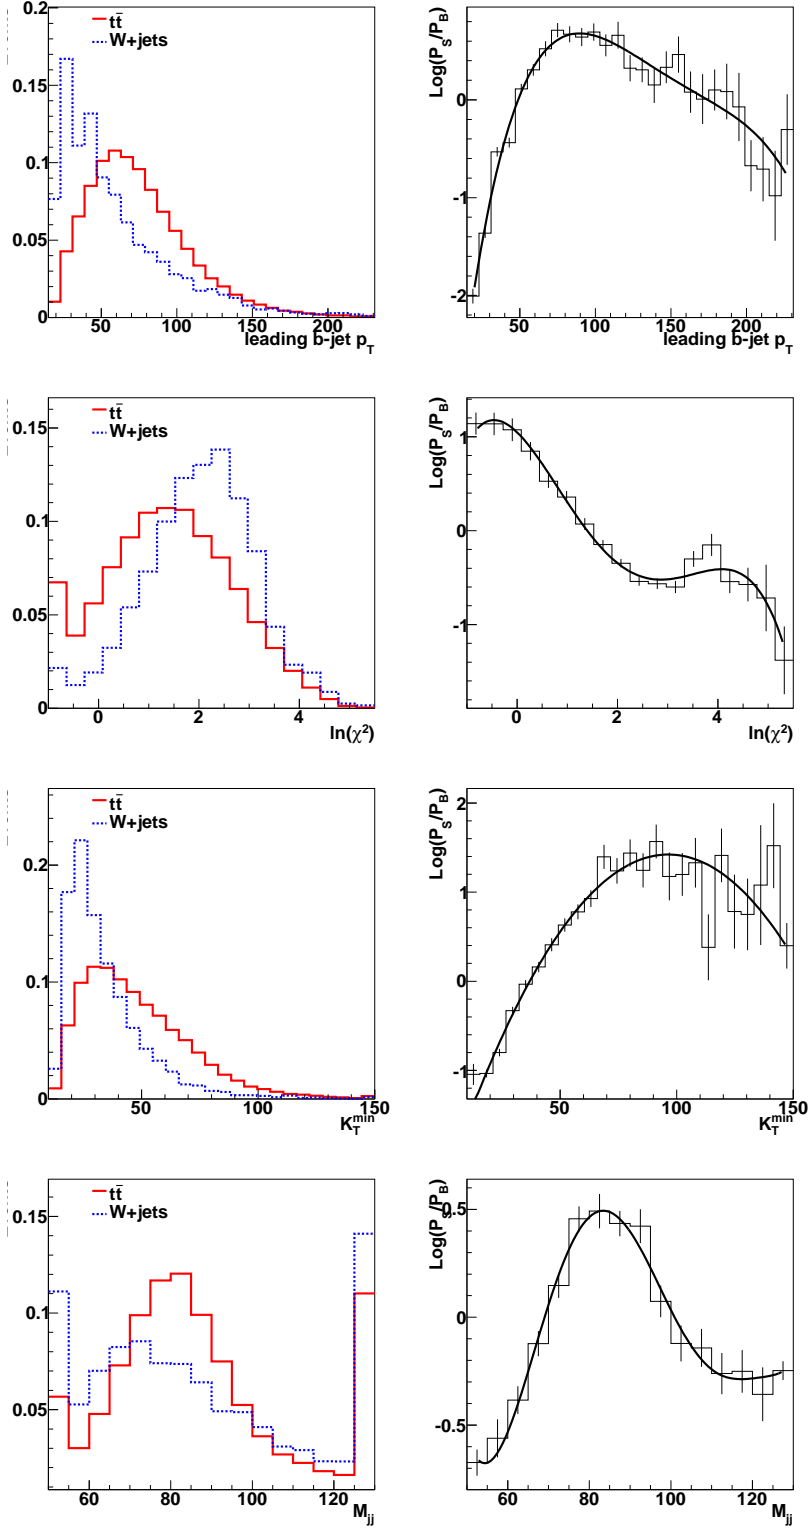 0.2
tt̄
W+jets
0.15
0.1
0.05
0
50 100 150 200
leading b-jet p_T
Log(P_S/P_B)
0
-1
-2
50 100 150 200
leading b-jet p_T
tt̄
W+jets
0.15
0.1
0.05
0
0 2 4
ln(χ²)
Log(P_S/P_B)
1
0
-1
0 2 4
ln(χ²)
tt̄
W+jets
0.2
0.1
0
50 100 150
K_T^min
Log(P_S/P_B)
2
1
0
-1
50 100 150
K_T^min
tt̄
W+jets
0.15
0.1
0.05
60 80 100 120
M_jj
Log(P_S/P_B)
0.5
0
-0.5
60 80 100 120
M_jj